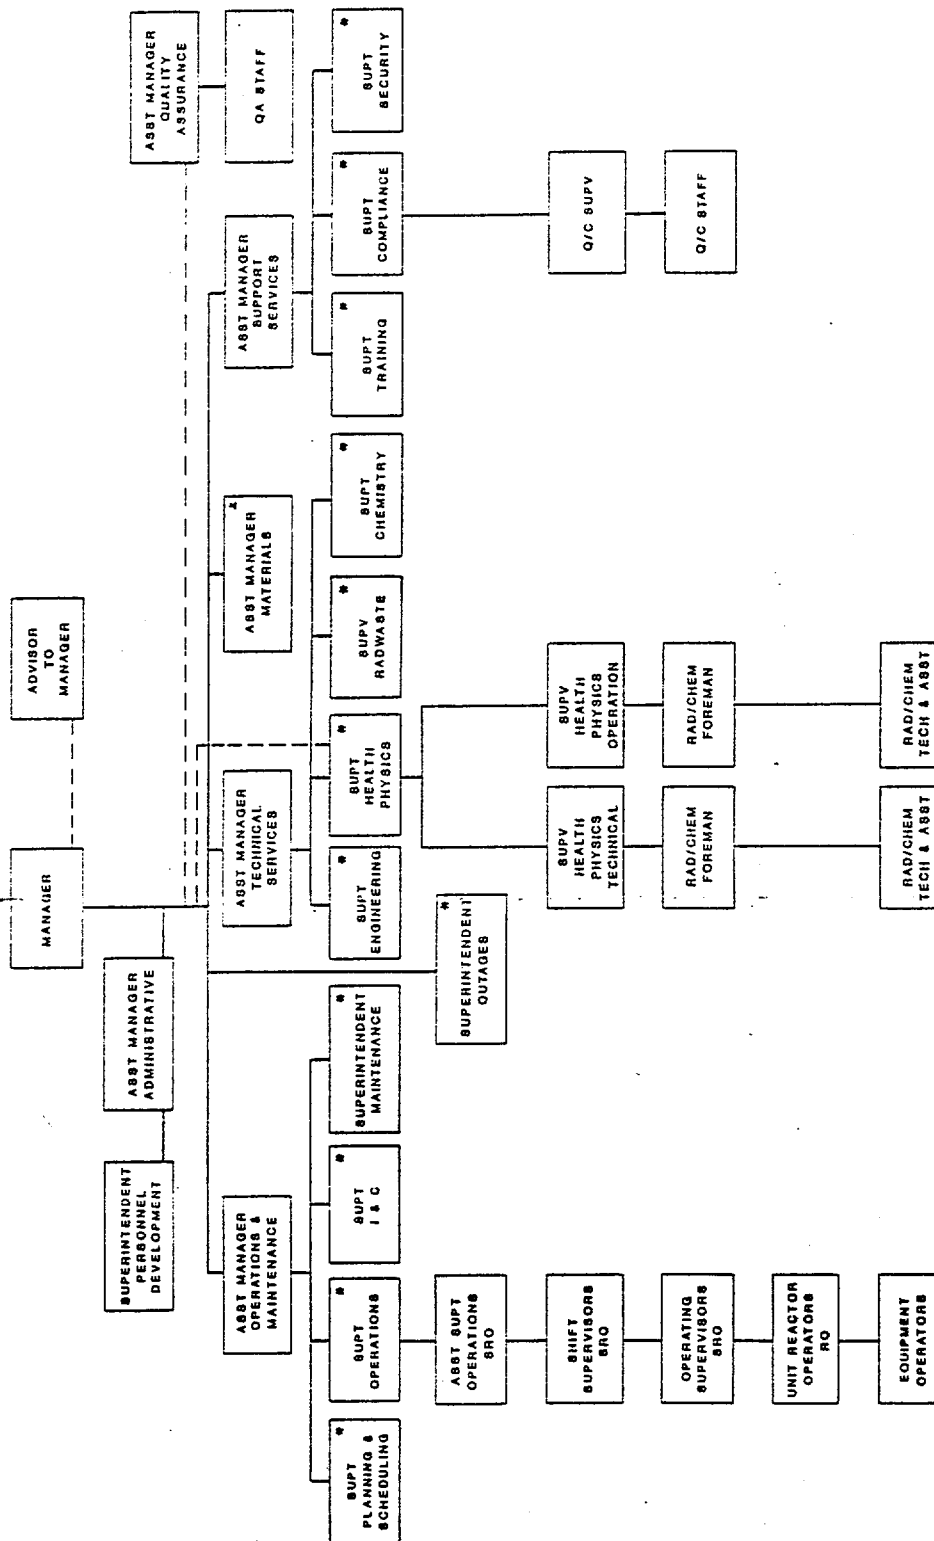 MANAGER
ADVISOR
TO
MANAGER
SUPERINTENDENT
PERSONNEL
DEVELOPMENT
ASST MANAGER
ADMINISTRATIVE
ASST MANAGER
QUALITY
ASSURANCE
QA STAFF
ASST MANAGER
OPERATIONS &
MAINTENANCE
ASST MANAGER
TECHNICAL
SERVICES
ASST MANAGER
MATERIALS
ASST MANAGER
SUPPORT
SERVICES
SUPT
PLANNING &
SCHEDULING
*
SUPT
OPERATIONS
*
SUPT
I & C
*
SUPERINTENDENT
MAINTENANCE
*
SUPT
ENGINEERING
*
SUPT
HEALTH
PHYSICS
*
SUPV
RADWASTE
*
SUPT
CHEMISTRY
*
SUPT
TRAINING
*
SUPT
COMPLIANCE
*
SUPT
SECURITY
*
ASST SUPT
OPERATIONS
SRO
SUPERINTENDENT
OUTAGES
*
SHIFT
SUPERVISORS
SRO
SUPV
HEALTH
PHYSICS
TECHNICAL
SUPV
HEALTH
PHYSICS
OPERATION
Q/C SUPV
OPERATING
SUPERVISORS
SRO
RAD/CHEM
FOREMAN
RAD/CHEM
FOREMAN
Q/C STAFF
UNIT REACTOR
OPERATORS
RO
EQUIPMENT
OPERATORS
RAD/CHEM
TECH & ASST
RAD/CHEM
TECH & ASST